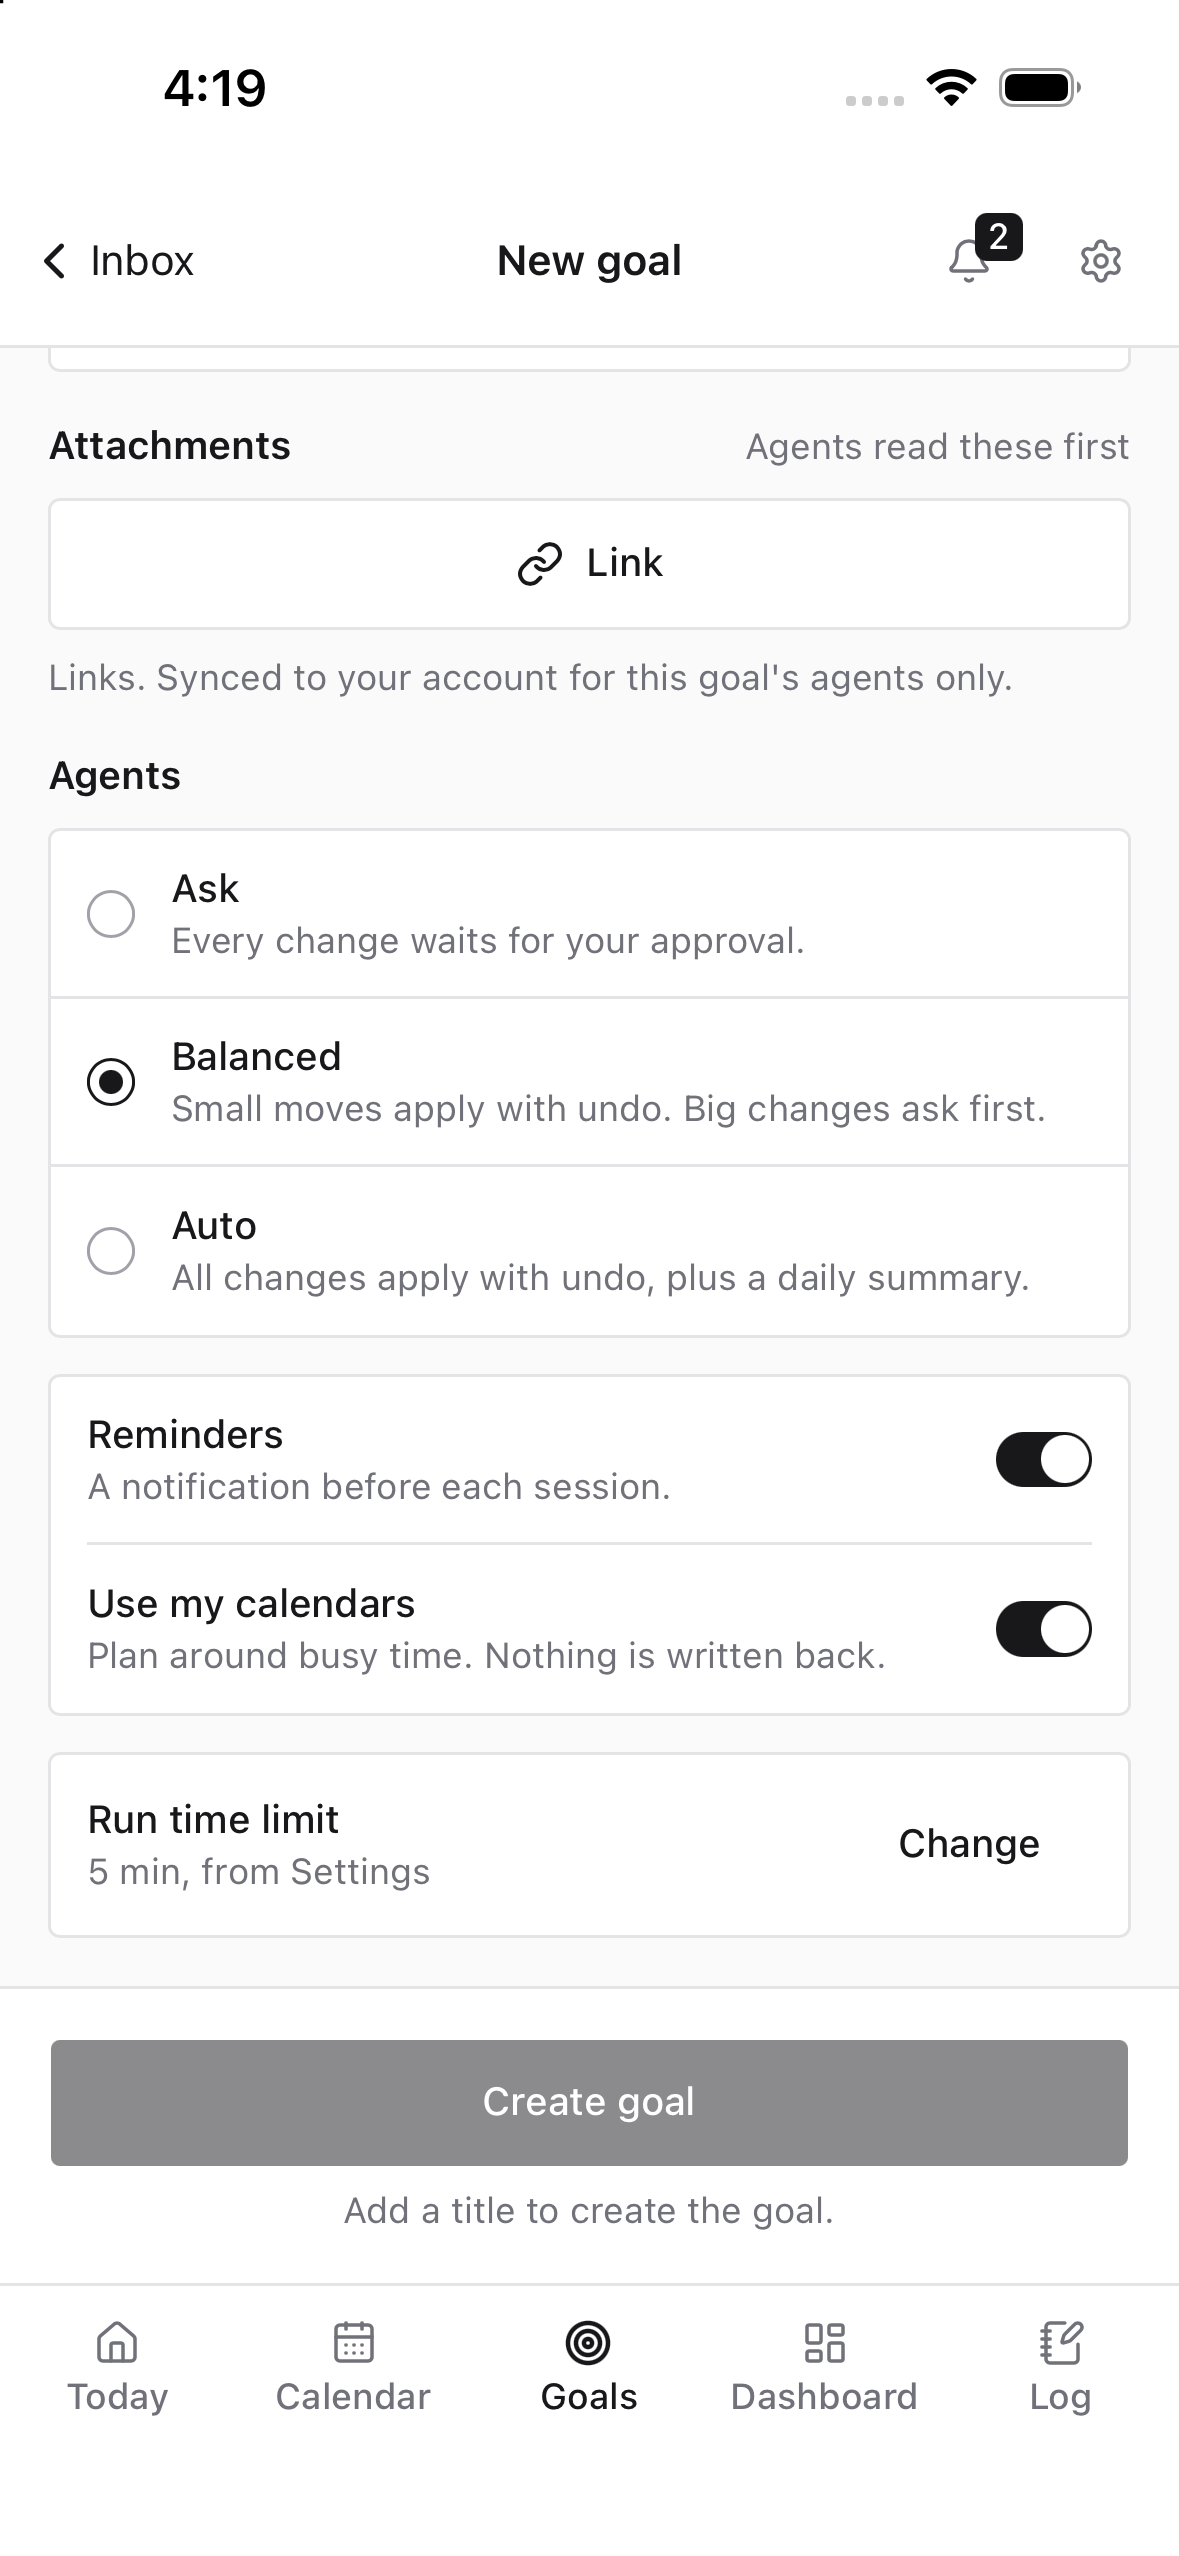 4:19
Inbox
New goal
2
Attachments
Agents read these first
Link
Links. Synced to your account for this goal's agents only.
Agents
Ask
Every change waits for your approval.
Balanced
Small moves apply with undo. Big changes ask first.
Auto
All changes apply with undo, plus a daily summary.
Reminders
A notification before each session.
Use my calendars
Plan around busy time. Nothing is written back.
Run time limit
5 min, from Settings
Change
Create goal
Add a title to create the goal.
Today
Calendar
Goals
Dashboard
Log